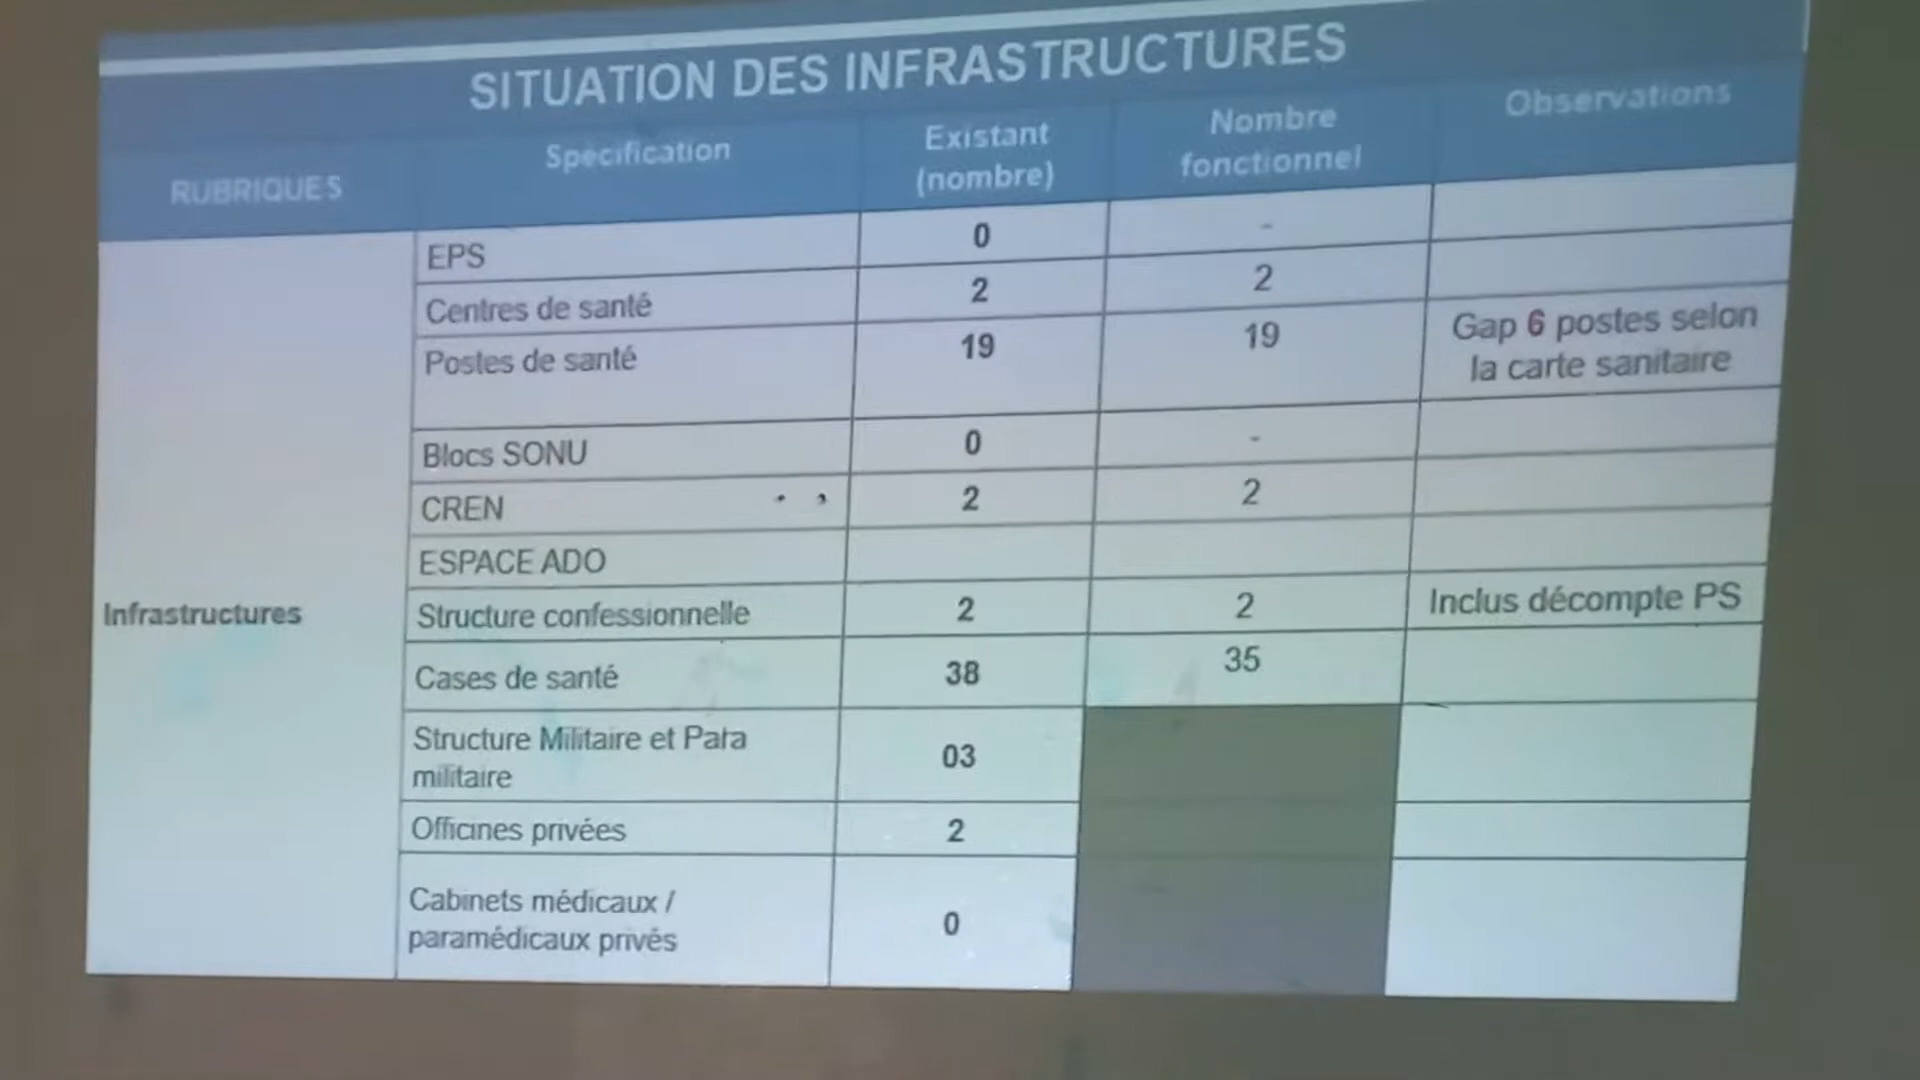 SITUATION DES INFRASTRUCTURES
RUBRIQUES
Spécification
Existant
(nombre)
Nombre
fonctionnel
Observations
Infrastructures
EPS
0
-
Centres de santé
2
2
Postes de santé
19
19
Gap 6 postes selon
la carte sanitaire
Blocs SONU
0
-
CREN
2
2
ESPACE ADO
Structure confessionnelle
2
2
Inclus décompte PS
Cases de santé
38
35
Structure Militaire et Para
militaire
03
Officines privées
2
Cabinets médicaux /
paramédicaux privés
0